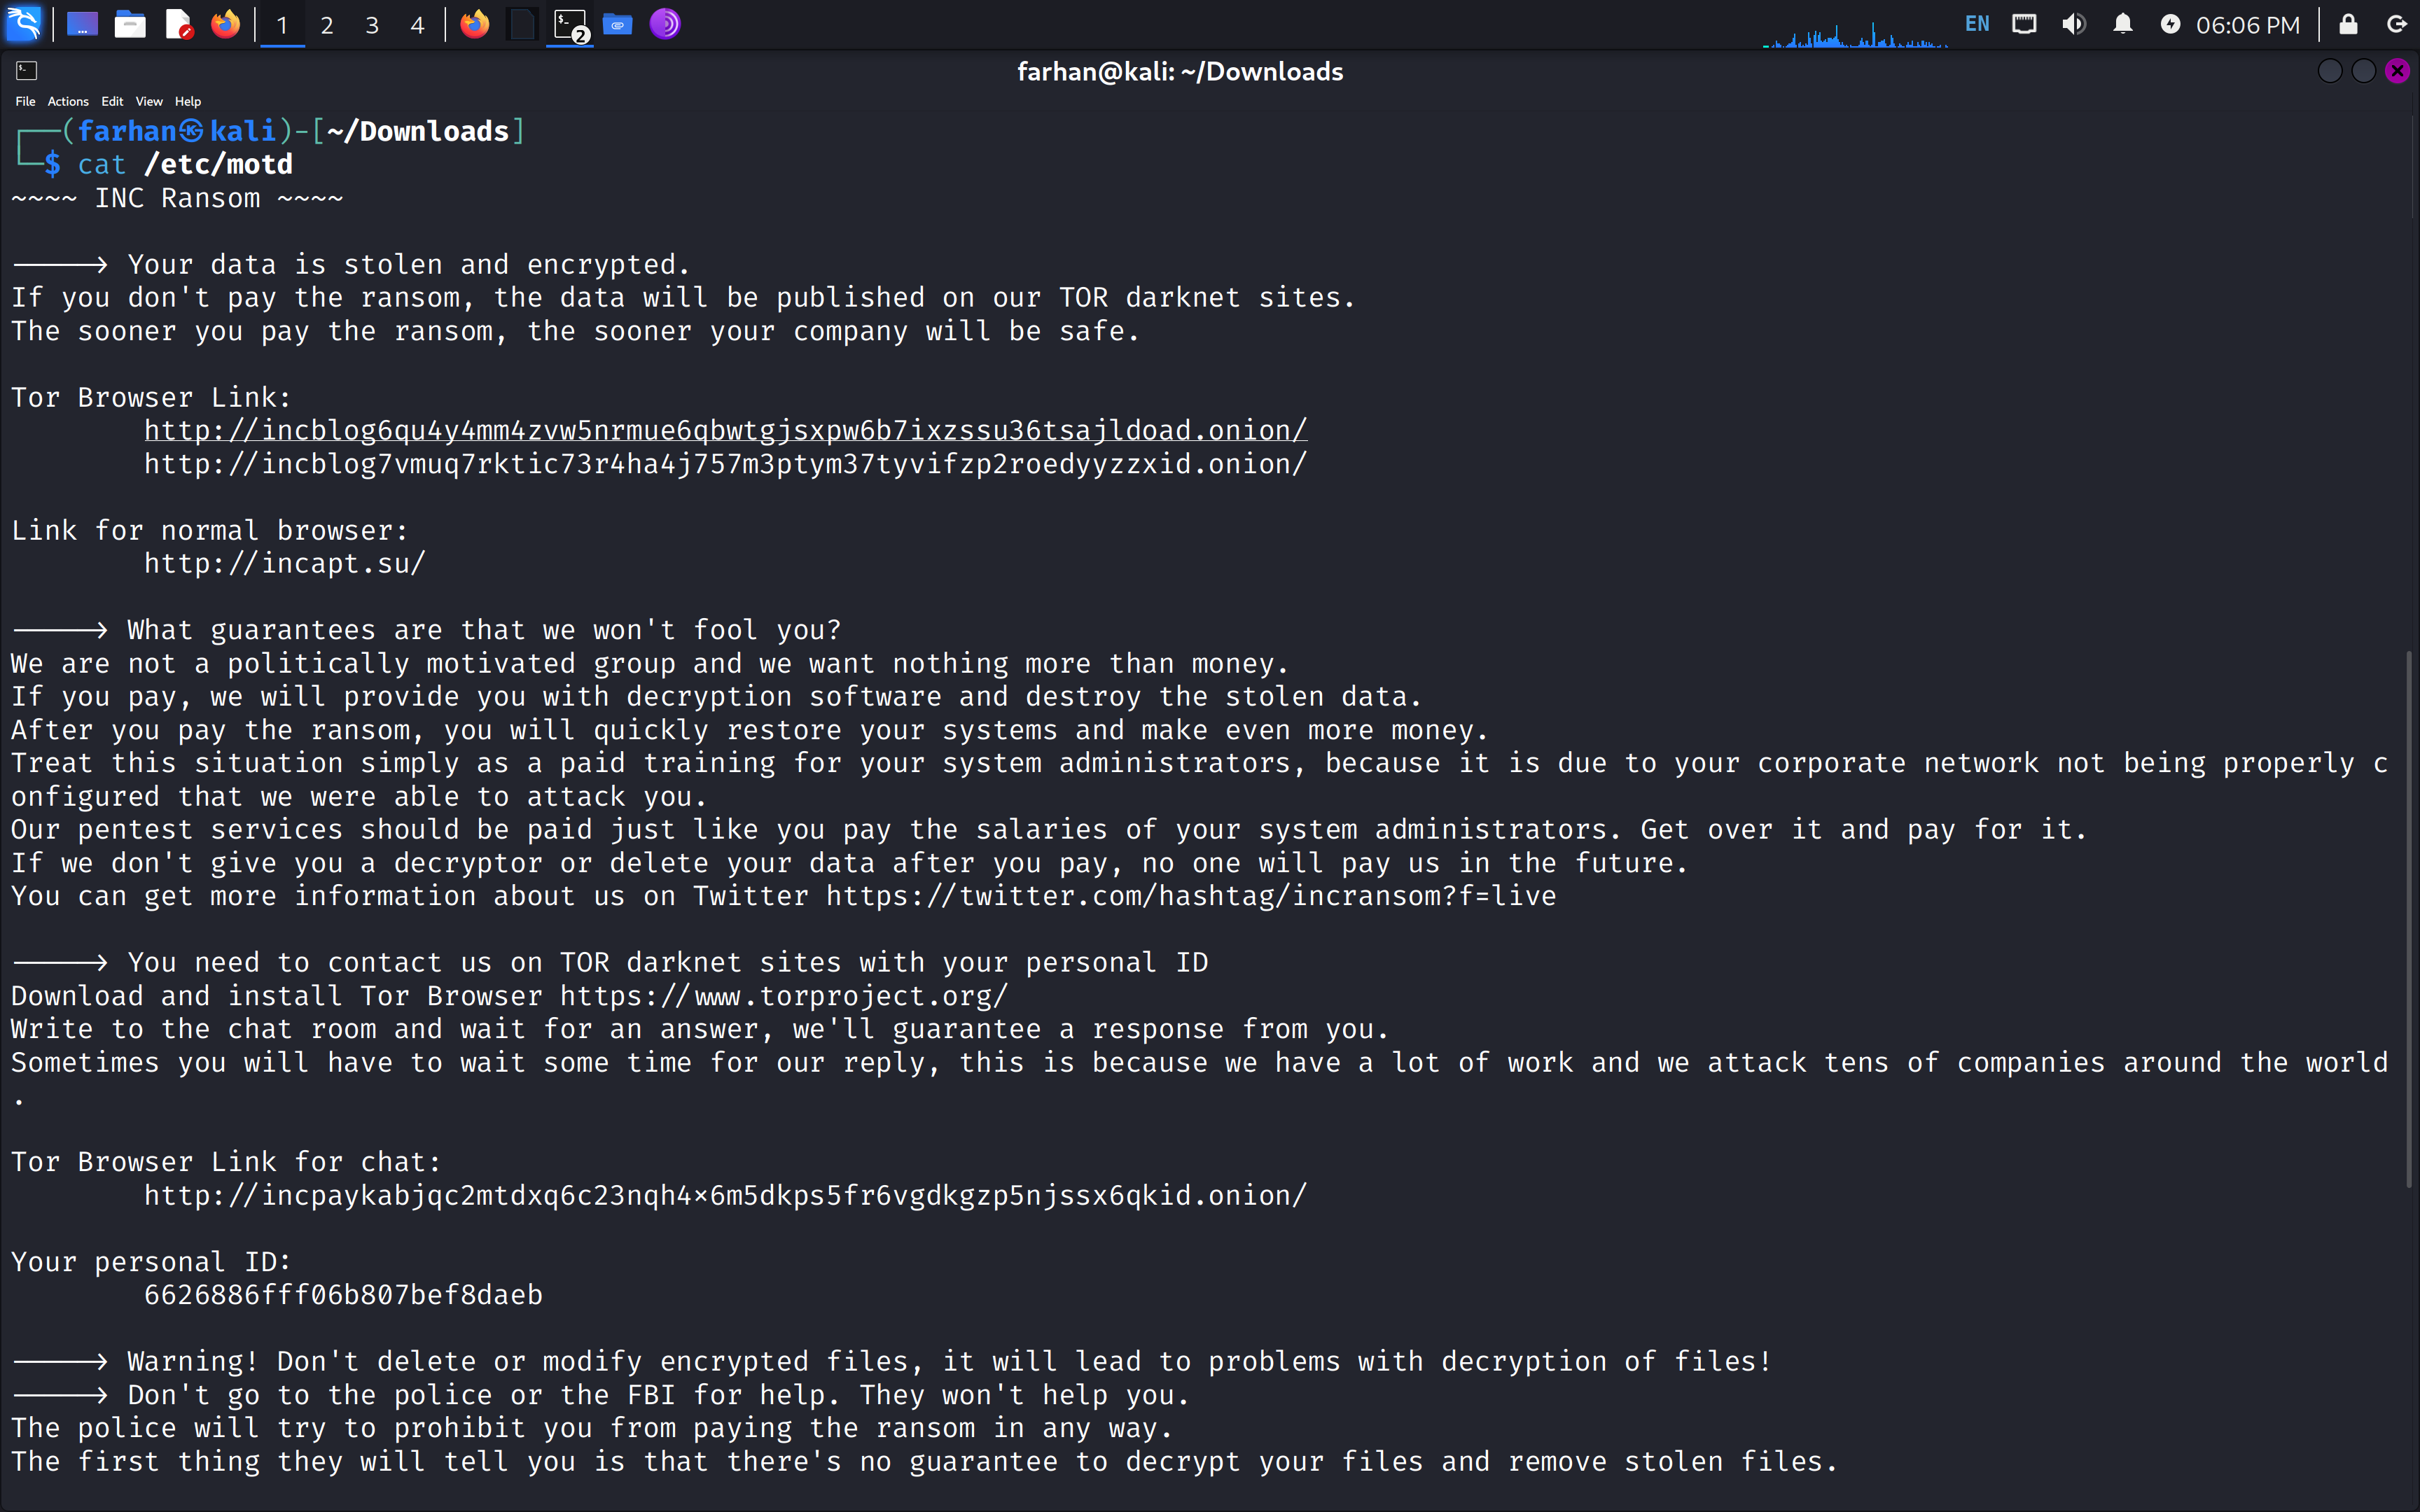 1 2 3 4 2 EN 06:06 PM
farhan@kali: ~/Downloads
File Actions Edit View Help
(farhan㉿kali)-[~/Downloads]
$ cat /etc/motd
~~~~ INC Ransom ~~~~
-----> Your data is stolen and encrypted.
If you don't pay the ransom, the data will be published on our TOR darknet sites.
The sooner you pay the ransom, the sooner your company will be safe.
Tor Browser Link:
http://incblog6qu4y4mm4zvw5nrmue6qbwtgjsxpw6b7ixzssu36tsajldoad.onion/
http://incblog7vmuq7rktic73r4ha4j757m3ptym37tyvifzp2roedyyzzxid.onion/
Link for normal browser:
http://incapt.su/
-----> What guarantees are that we won't fool you?
We are not a politically motivated group and we want nothing more than money.
If you pay, we will provide you with decryption software and destroy the stolen data.
After you pay the ransom, you will quickly restore your systems and make even more money.
Treat this situation simply as a paid training for your system administrators, because it is due to your corporate network not being properly c
onfigured that we were able to attack you.
Our pentest services should be paid just like you pay the salaries of your system administrators. Get over it and pay for it.
If we don't give you a decryptor or delete your data after you pay, no one will pay us in the future.
You can get more information about us on Twitter https://twitter.com/hashtag/incransom?f=live
-----> You need to contact us on TOR darknet sites with your personal ID
Download and install Tor Browser https://www.torproject.org/
Write to the chat room and wait for an answer, we'll guarantee a response from you.
Sometimes you will have to wait some time for our reply, this is because we have a lot of work and we attack tens of companies around the world
.
Tor Browser Link for chat:
http://incpaykabjqc2mtdxq6c23nqh4x6m5dkps5fr6vgdkgzp5njssx6qkid.onion/
Your personal ID:
6626886fff06b807bef8daeb
-----> Warning! Don't delete or modify encrypted files, it will lead to problems with decryption of files!
-----> Don't go to the police or the FBI for help. They won't help you.
The police will try to prohibit you from paying the ransom in any way.
The first thing they will tell you is that there's no guarantee to decrypt your files and remove stolen files.